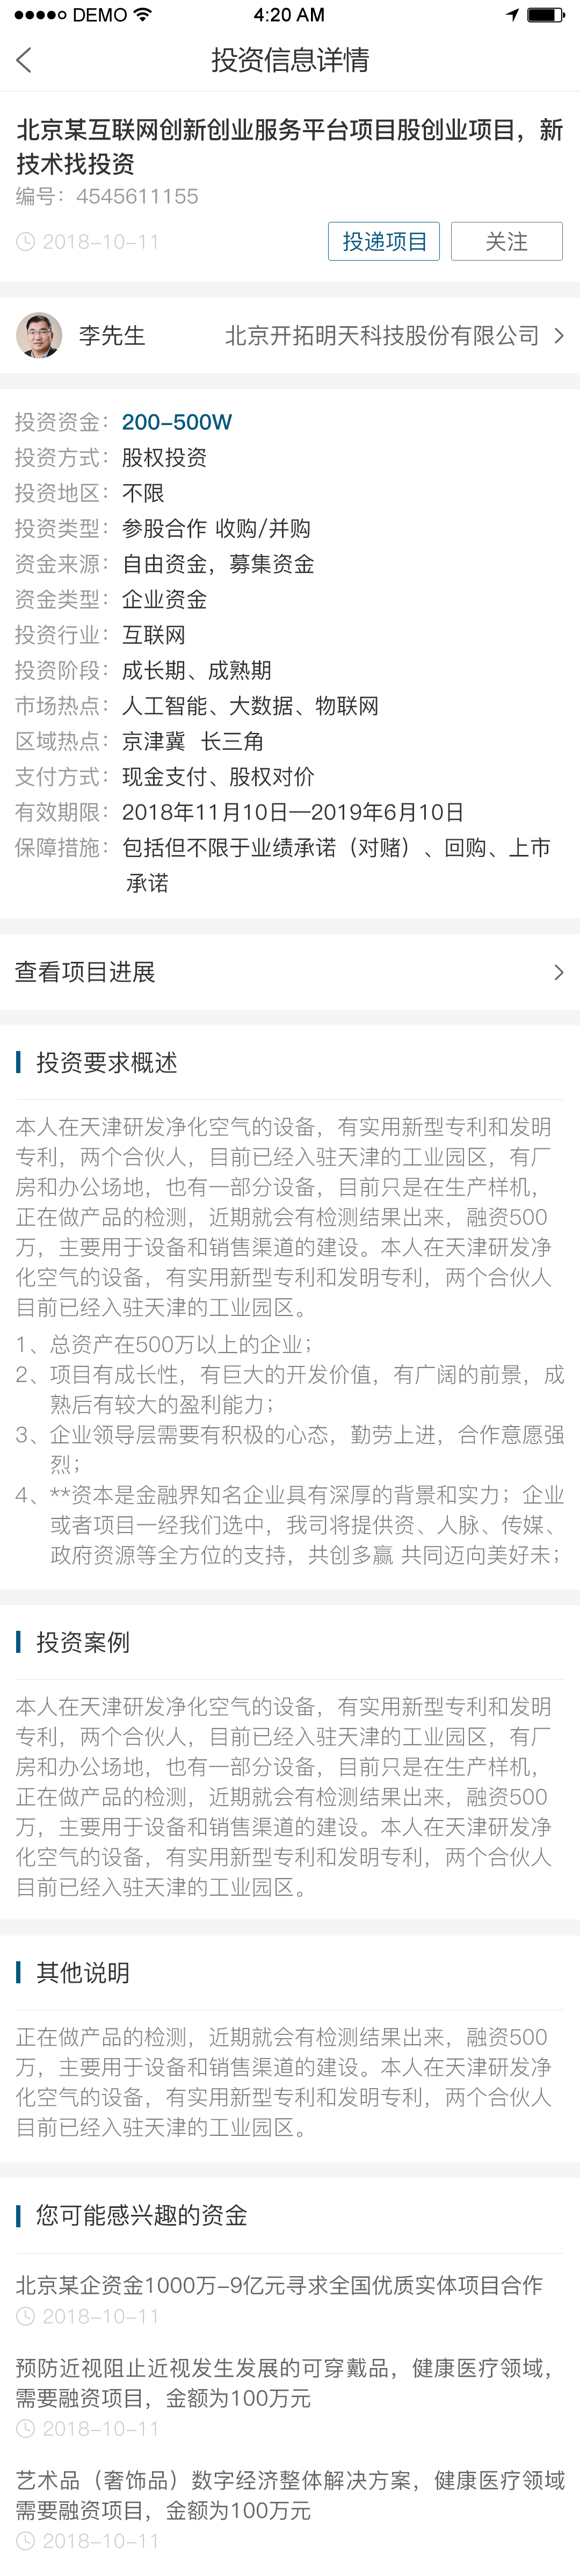 DEMO
4:20 AM
投资信息详情
北京某互联网创新创业服务平台项目股创业项目，新
技术找投资
编号：4545611155
2018-10-11
投递项目
关注
李先生
北京开拓明天科技股份有限公司
投资资金：200-500W
投资方式：股权投资
投资地区：不限
投资类型：参股合作 收购/并购
资金来源：自由资金，募集资金
资金类型：企业资金
投资行业：互联网
投资阶段：成长期、成熟期
市场热点：人工智能、大数据、物联网
区域热点：京津冀 长三角
支付方式：现金支付、股权对价
有效期限：2018年11月10日—2019年6月10日
保障措施：包括但不限于业绩承诺（对赌）、回购、上市
承诺
查看项目进展
投资要求概述
本人在天津研发净化空气的设备，有实用新型专利和发明
专利，两个合伙人，目前已经入驻天津的工业园区，有厂
房和办公场地，也有一部分设备，目前只是在生产样机，
正在做产品的检测，近期就会有检测结果出来，融资500
万，主要用于设备和销售渠道的建设。本人在天津研发净
化空气的设备，有实用新型专利和发明专利，两个合伙人
目前已经入驻天津的工业园区。
1、总资产在500万以上的企业；
2、项目有成长性，有巨大的开发价值，有广阔的前景，成
熟后有较大的盈利能力；
3、企业领导层需要有积极的心态，勤劳上进，合作意愿强
烈；
4、**资本是金融界知名企业具有深厚的背景和实力；企业
或者项目一经我们选中，我司将提供资、人脉、传媒、
政府资源等全方位的支持，共创多赢 共同迈向美好未；
投资案例
本人在天津研发净化空气的设备，有实用新型专利和发明
专利，两个合伙人，目前已经入驻天津的工业园区，有厂
房和办公场地，也有一部分设备，目前只是在生产样机，
正在做产品的检测，近期就会有检测结果出来，融资500
万，主要用于设备和销售渠道的建设。本人在天津研发净
化空气的设备，有实用新型专利和发明专利，两个合伙人
目前已经入驻天津的工业园区。
其他说明
正在做产品的检测，近期就会有检测结果出来，融资500
万，主要用于设备和销售渠道的建设。本人在天津研发净
化空气的设备，有实用新型专利和发明专利，两个合伙人
目前已经入驻天津的工业园区。
您可能感兴趣的资金
北京某企资金1000万-9亿元寻求全国优质实体项目合作
2018-10-11
预防近视阻止近视发生发展的可穿戴品，健康医疗领域，
需要融资项目，金额为100万元
2018-10-11
艺术品（奢饰品）数字经济整体解决方案，健康医疗领域
需要融资项目，金额为100万元
2018-10-11